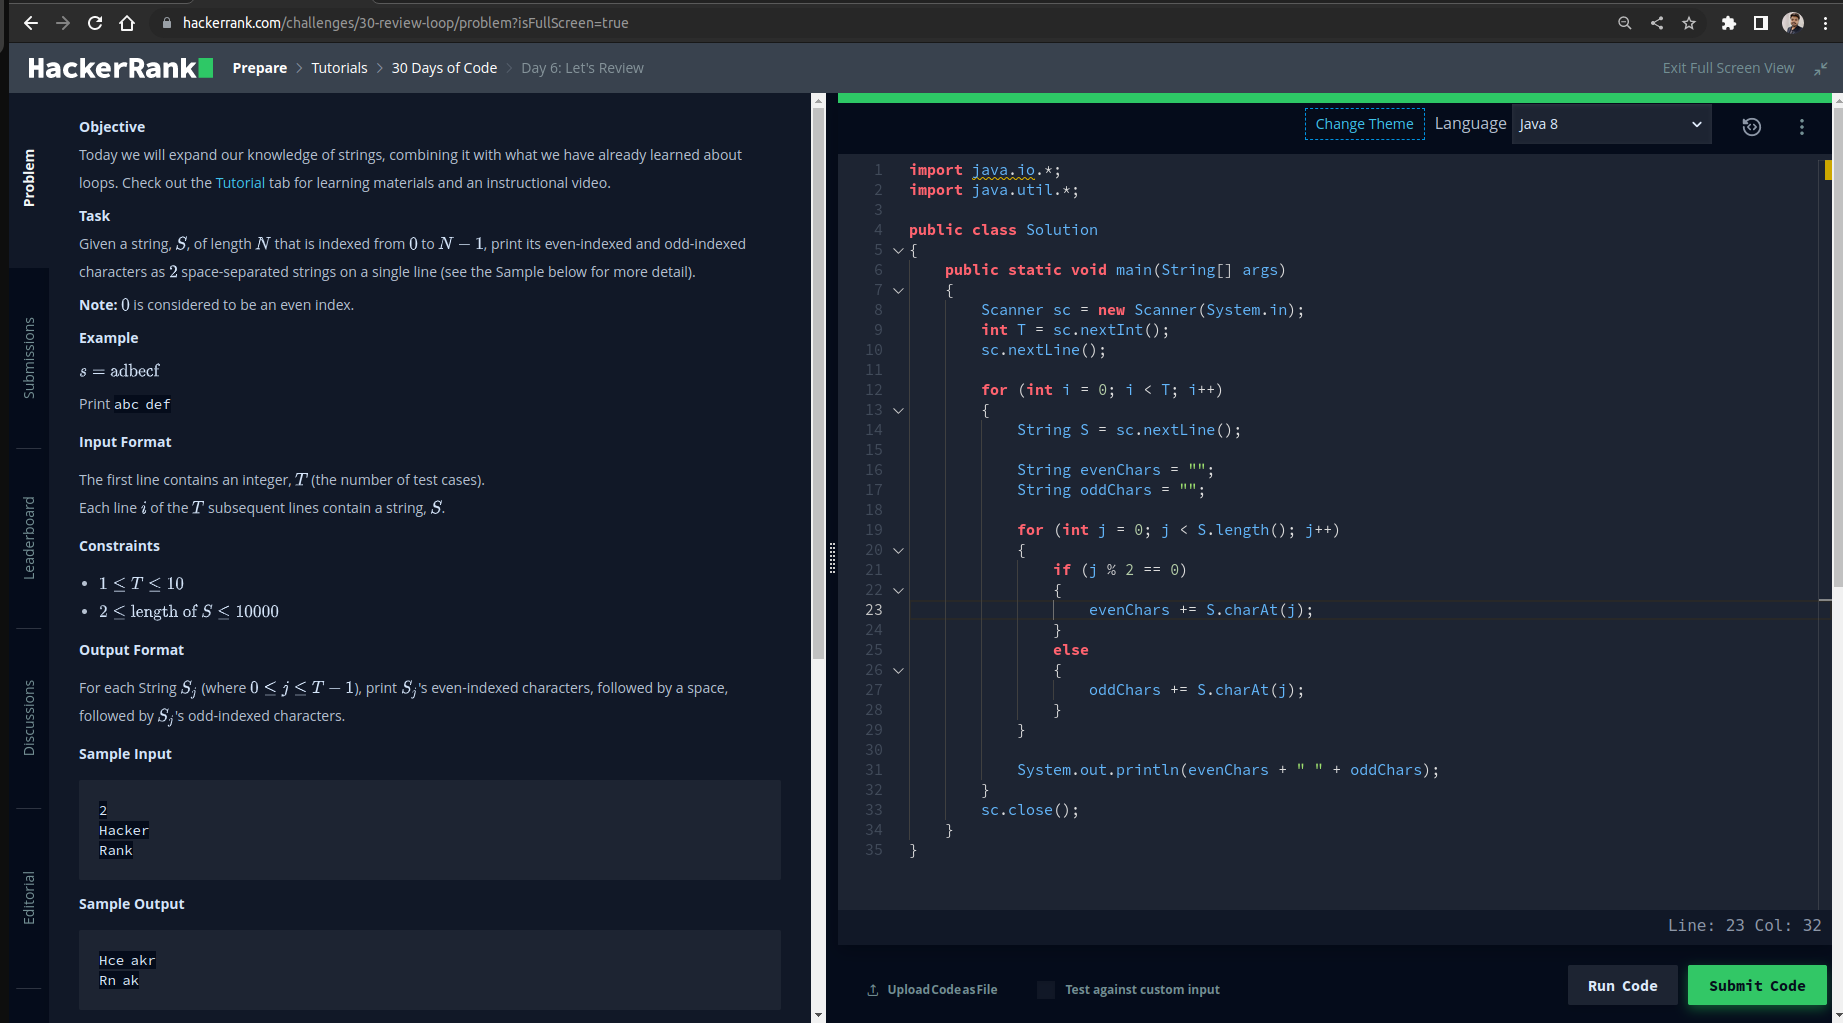 hackerrank.com/challenges/30-review-loop/problem?isFullScreen=true
HackerRank Prepare > Tutorials > 30 Days of Code > Day 6: Let's Review
Exit Full Screen View
Problem
Submissions
Leaderboard
Discussions
Editorial
Objective
Today we will expand our knowledge of strings, combining it with what we have already learned about
loops. Check out the Tutorial tab for learning materials and an instructional video.
Task
Given a string, S, of length N that is indexed from 0 to N − 1, print its even-indexed and odd-indexed
characters as 2 space-separated strings on a single line (see the Sample below for more detail).
Note: 0 is considered to be an even index.
Example
s = adbecf
Print abc def
Input Format
The first line contains an integer, T (the number of test cases).
Each line i of the T subsequent lines contain a string, S.
Constraints
• 1 ≤ T ≤ 10
• 2 ≤ length of S ≤ 10000
Output Format
For each String Sj (where 0 ≤ j ≤ T − 1), print Sj's even-indexed characters, followed by a space,
followed by Sj's odd-indexed characters.
Sample Input
2
Hacker
Rank
Sample Output
Hce akr
Rn ak
Change Theme Language Java 8
1 import java.io.*;
2 import java.util.*;
3
4 public class Solution
5 {
6 public static void main(String[] args)
7 {
8 Scanner sc = new Scanner(System.in);
9 int T = sc.nextInt();
10 sc.nextLine();
11
12 for (int i = 0; i < T; i++)
13 {
14 String S = sc.nextLine();
15
16 String evenChars = "";
17 String oddChars = "";
18
19 for (int j = 0; j < S.length(); j++)
20 {
21 if (j % 2 == 0)
22 {
23 evenChars += S.charAt(j);
24 }
25 else
26 {
27 oddChars += S.charAt(j);
28 }
29 }
30
31 System.out.println(evenChars + " " + oddChars);
32 }
33 sc.close();
34 }
35 }
Line: 23 Col: 32
Upload Code as File
Test against custom input
Run Code
Submit Code